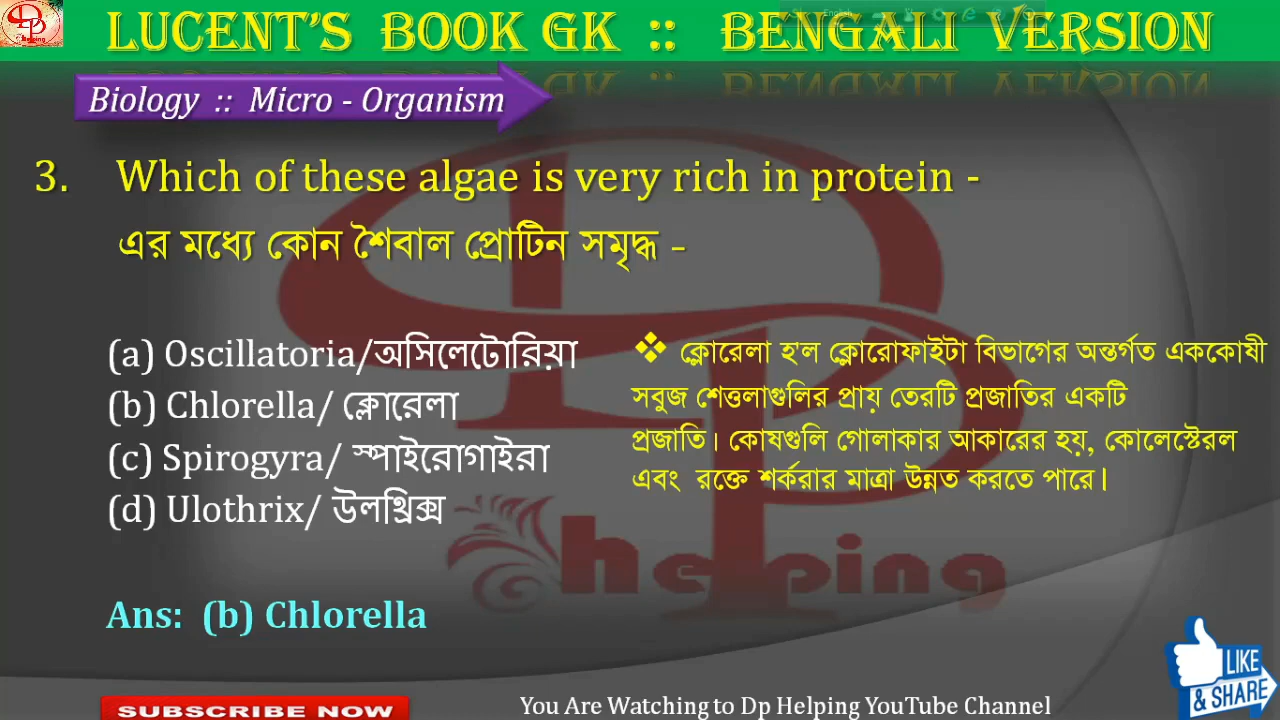 LUCENT'S BOOK GK :: BENGALI VERSION
Biology :: Micro - Organism
3. Which of these algae is very rich in protein -
এর মধ্যে কোন শৈবাল প্রোটিন সমৃদ্ধ -
(a) Oscillatoria/অসিলেটোরিয়া
(b) Chlorella/ ক্লোরেলা
(c) Spirogyra/ স্পাইরোগাইরা
(d) Ulothrix/ উলথ্রিক্স
❖ ক্লোরেলা হ'ল ক্লোরোফাইটা বিভাগের অন্তর্গত এককোষী
সবুজ শেত্তলাগুলির প্রায় তেরটি প্রজাতির একটি
প্রজাতি। কোষগুলি গোলাকার আকারের হয়, কোলেস্টেরল
এবং রক্তে শর্করার মাত্রা উন্নত করতে পারে।
Ans: (b) Chlorella
DP helping
LIKE
& SHARE
SUBSCRIBE NOW
You Are Watching to Dp Helping YouTube Channel